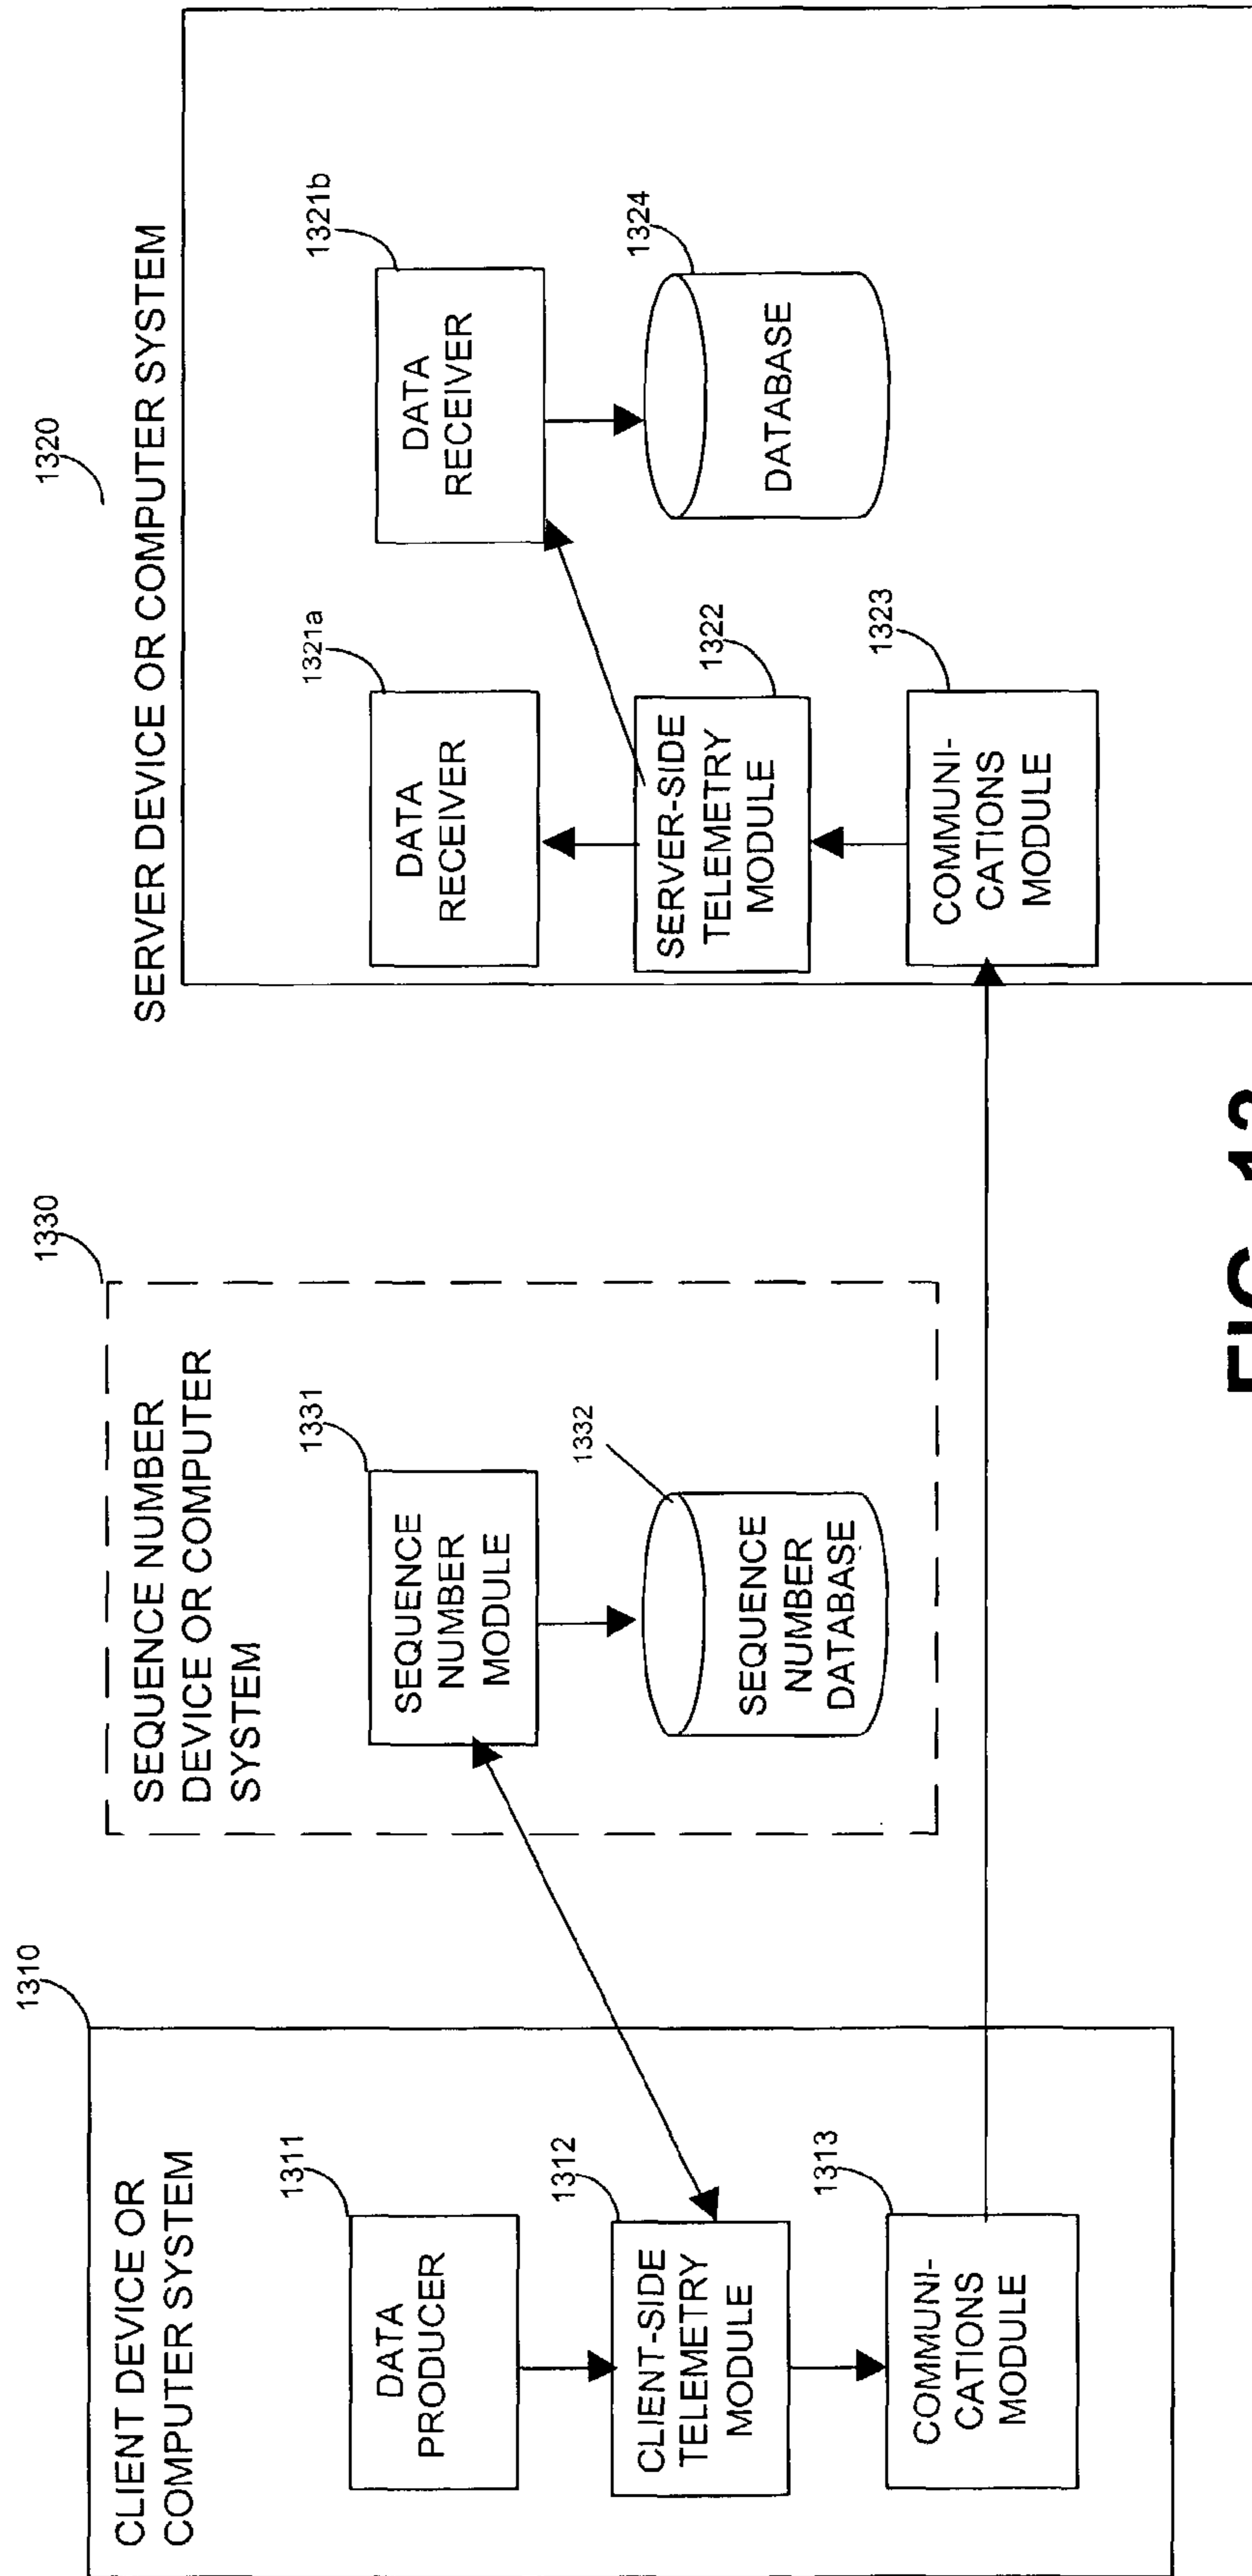 1310
CLIENT DEVICE OR
COMPUTER SYSTEM
1311
DATA
PRODUCER
1312
CLIENT-SIDE
TELEMETRY
MODULE
1313
COMMUNI-
CATIONS
MODULE
1330
SEQUENCE NUMBER
DEVICE OR COMPUTER
SYSTEM
1331
SEQUENCE
NUMBER
MODULE
1332
SEQUENCE
NUMBER
DATABASE
1320
SERVER DEVICE OR COMPUTER SYSTEM
1321a
DATA
RECEIVER
1321b
DATA
RECEIVER
1322
SERVER-SIDE
TELEMETRY
MODULE
1324
DATABASE
1323
COMMUNI-
CATIONS
MODULE